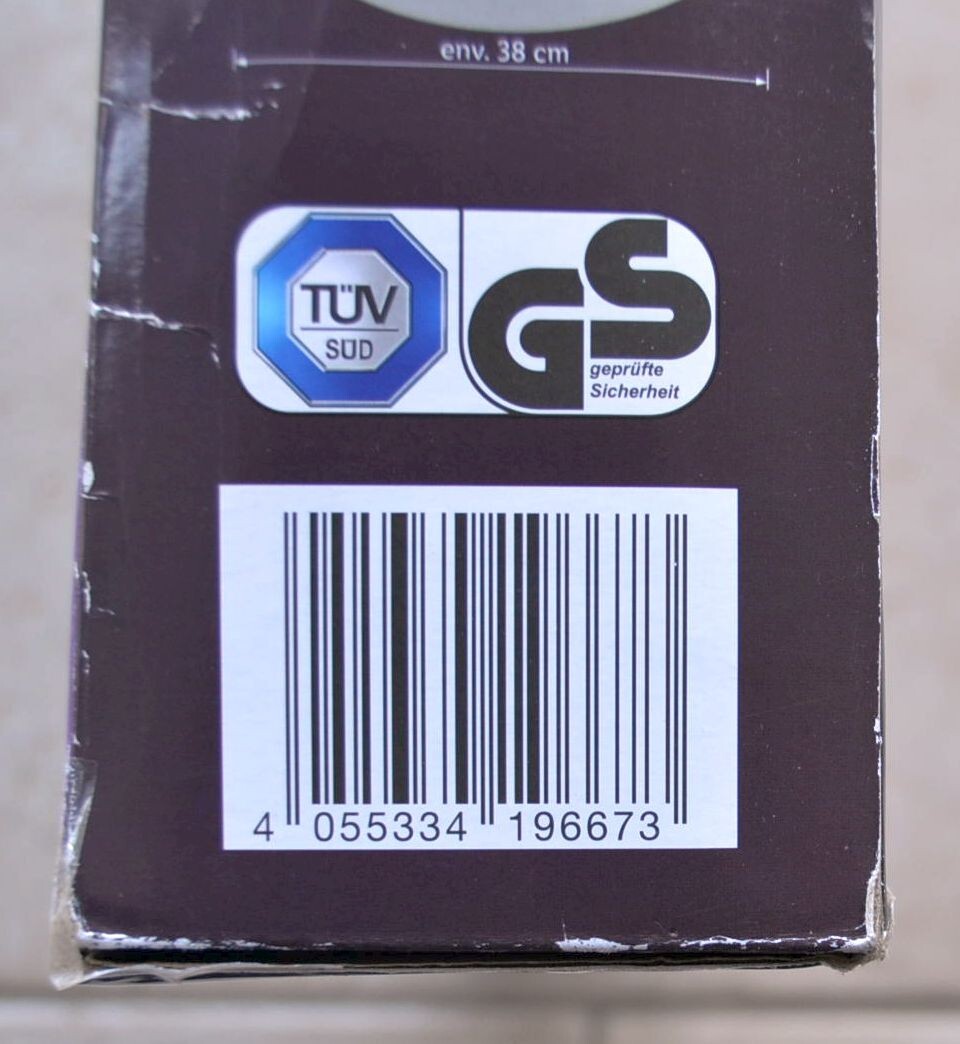 env. 38 cm
TÜV
SÜD
GS
geprüfte
Sicherheit
4 055334 196673